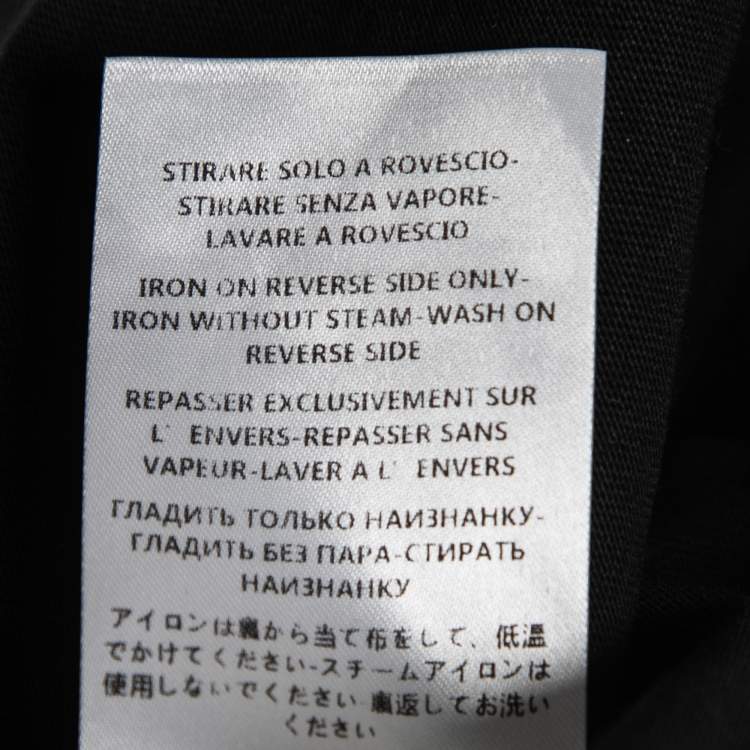 STIRARE SOLO A ROVESCIO-
STIRARE SENZA VAPORE-
LAVARE A ROVESCIO
IRON ON REVERSE SIDE ONLY-
IRON WITHOUT STEAM-WASH ON
REVERSE SIDE
REPASSER EXCLUSIVEMENT SUR
L' ENVERS-REPASSER SANS
VAPEUR-LAVER A L' ENVERS
ГЛАДИТЬ ТОЛЬКО НАИЗНАНКУ-
ГЛАДИТЬ БЕЗ ПАРА-СТИРАТЬ
НАИЗНАНКУ
アイロンは裏から当て布をして、低温
でかけてください-スチームアイロンは
使用しないでください-裏返してお洗い
ください